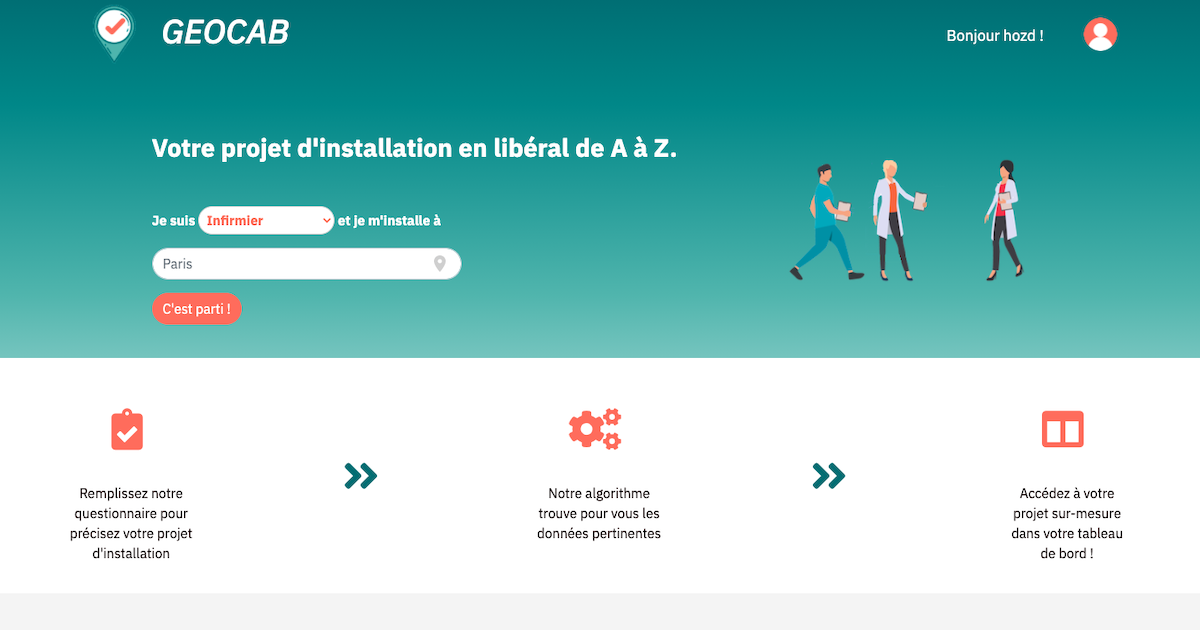 GEOCAB
Bonjour hozd !
Votre projet d'installation en libéral de A à Z.
Je suis Infirmier et je m'installe à
Paris
C'est parti !
Remplissez notre
questionnaire pour
précisez votre projet
d'installation
Notre algorithme
trouve pour vous les
données pertinentes
Accédez à votre
projet sur-mesure
dans votre tableau
de bord !